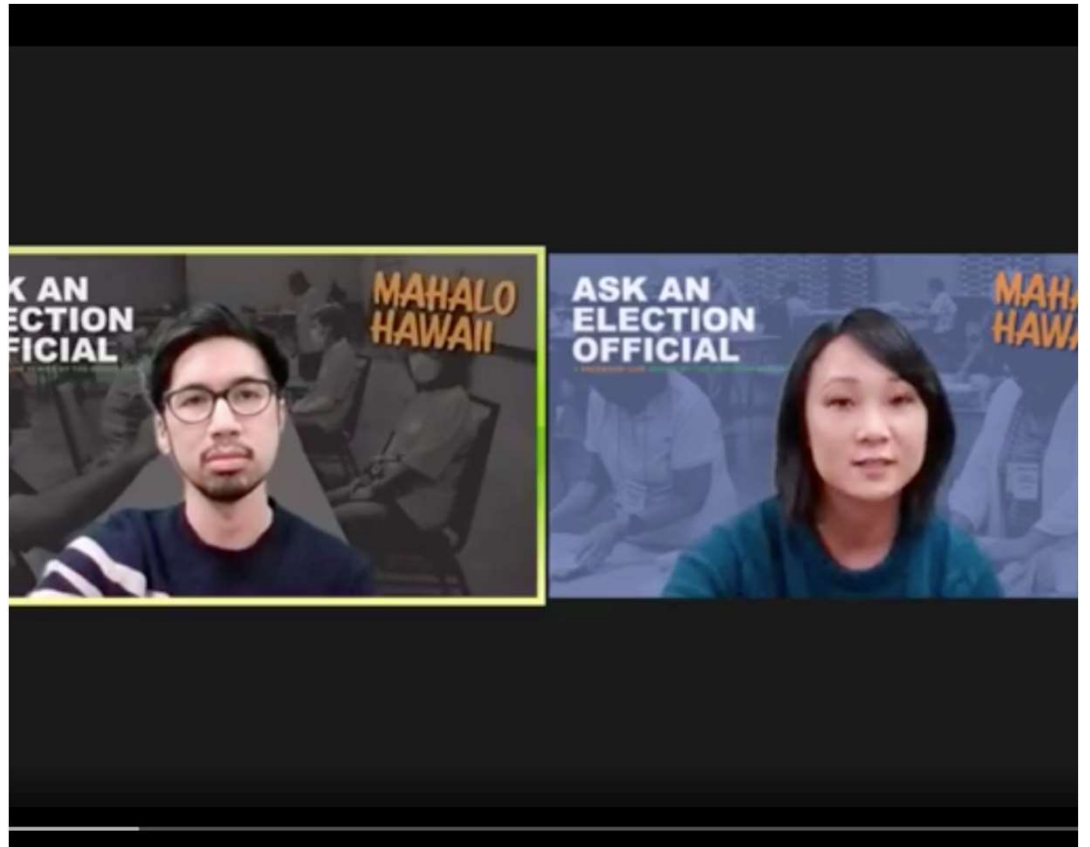 K AN
ECTION
FICIAL
MAHALO
HAWAII
ASK AN
ELECTION
OFFICIAL
MAHA
HAWA